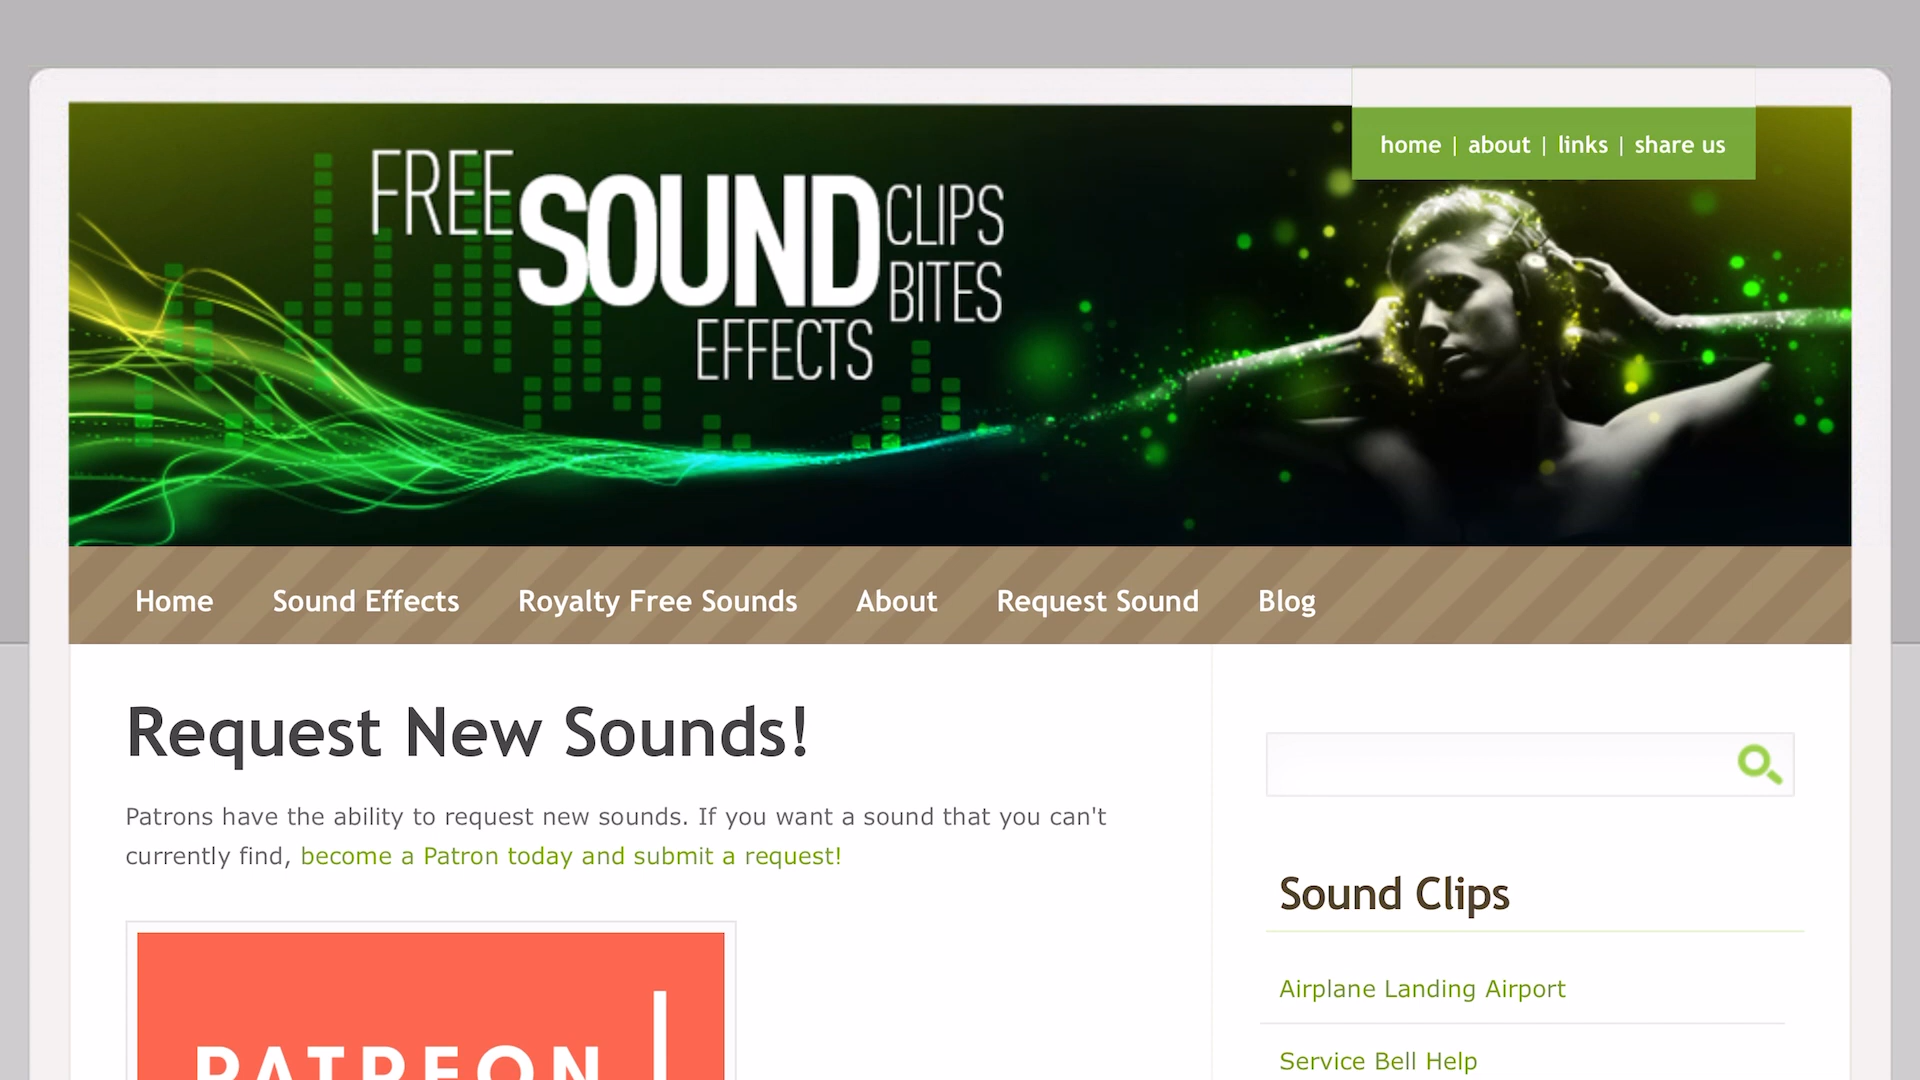 home | about | links | share us
FREE SOUND CLIPS
BITES
EFFECTS
Home Sound Effects Royalty Free Sounds About Request Sound Blog
Request New Sounds!
Patrons have the ability to request new sounds. If you want a sound that you can't
currently find, become a Patron today and submit a request!
PATREON
Sound Clips
Airplane Landing Airport
Service Bell Help